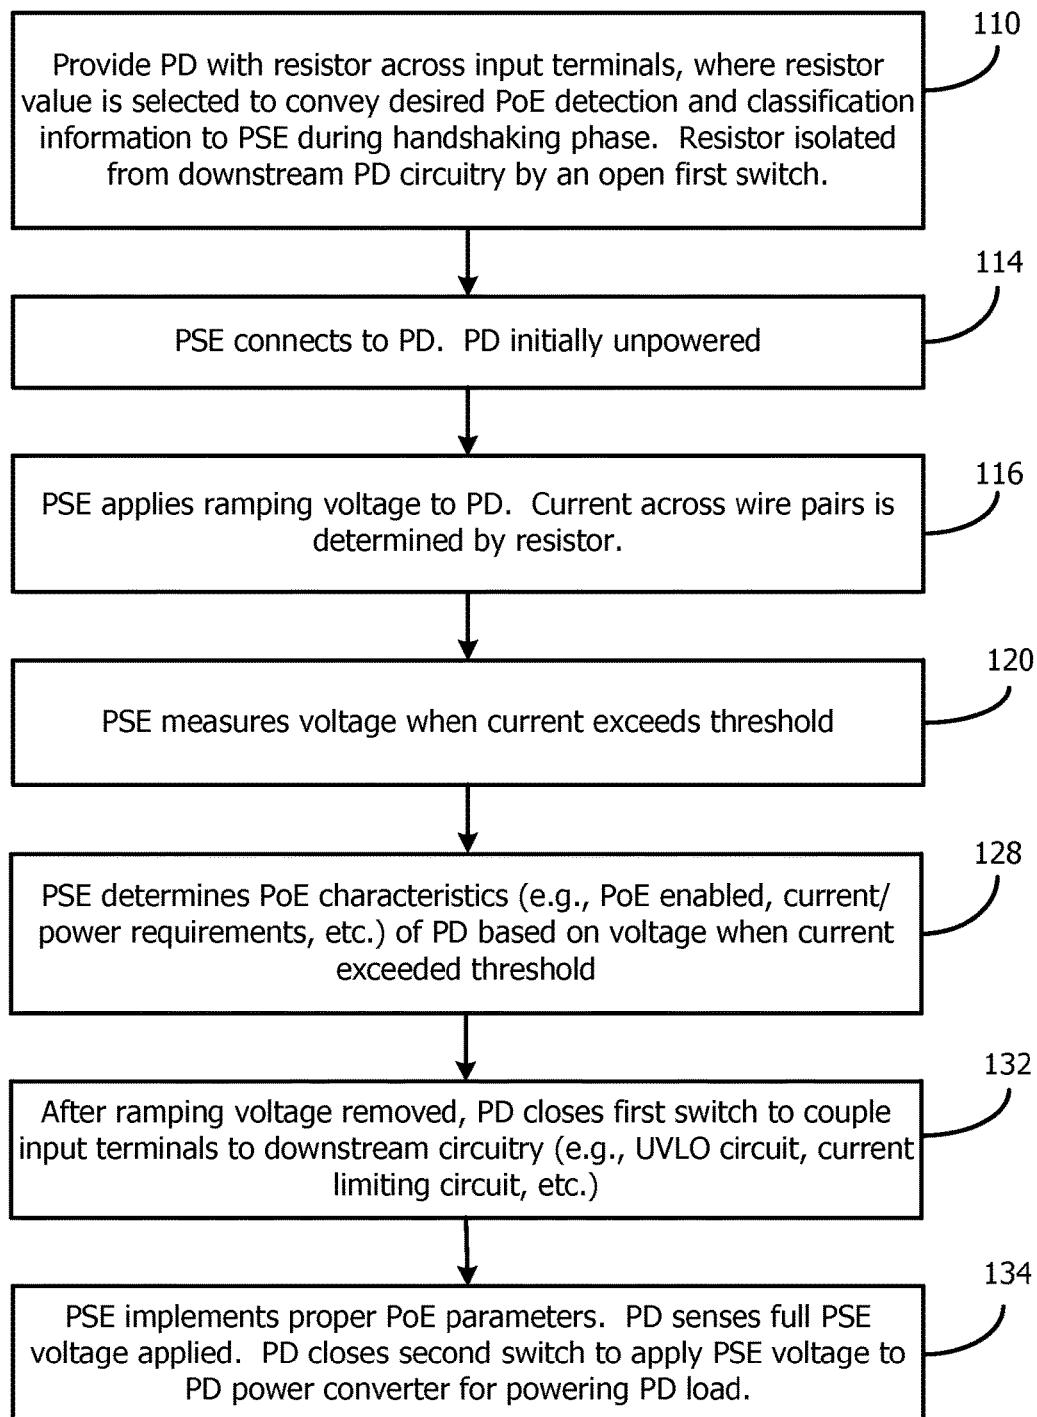 110
Provide PD with resistor across input terminals, where resistor
value is selected to convey desired PoE detection and classification
information to PSE during handshaking phase.  Resistor isolated
from downstream PD circuitry by an open first switch.
114
PSE connects to PD.  PD initially unpowered
116
PSE applies ramping voltage to PD.  Current across wire pairs is
determined by resistor.
120
PSE measures voltage when current exceeds threshold
128
PSE determines PoE characteristics (e.g., PoE enabled, current/
power requirements, etc.) of PD based on voltage when current
exceeded threshold
132
After ramping voltage removed, PD closes first switch to couple
input terminals to downstream circuitry (e.g., UVLO circuit, current
limiting circuit, etc.)
134
PSE implements proper PoE parameters.  PD senses full PSE
voltage applied.  PD closes second switch to apply PSE voltage to
PD power converter for powering PD load.